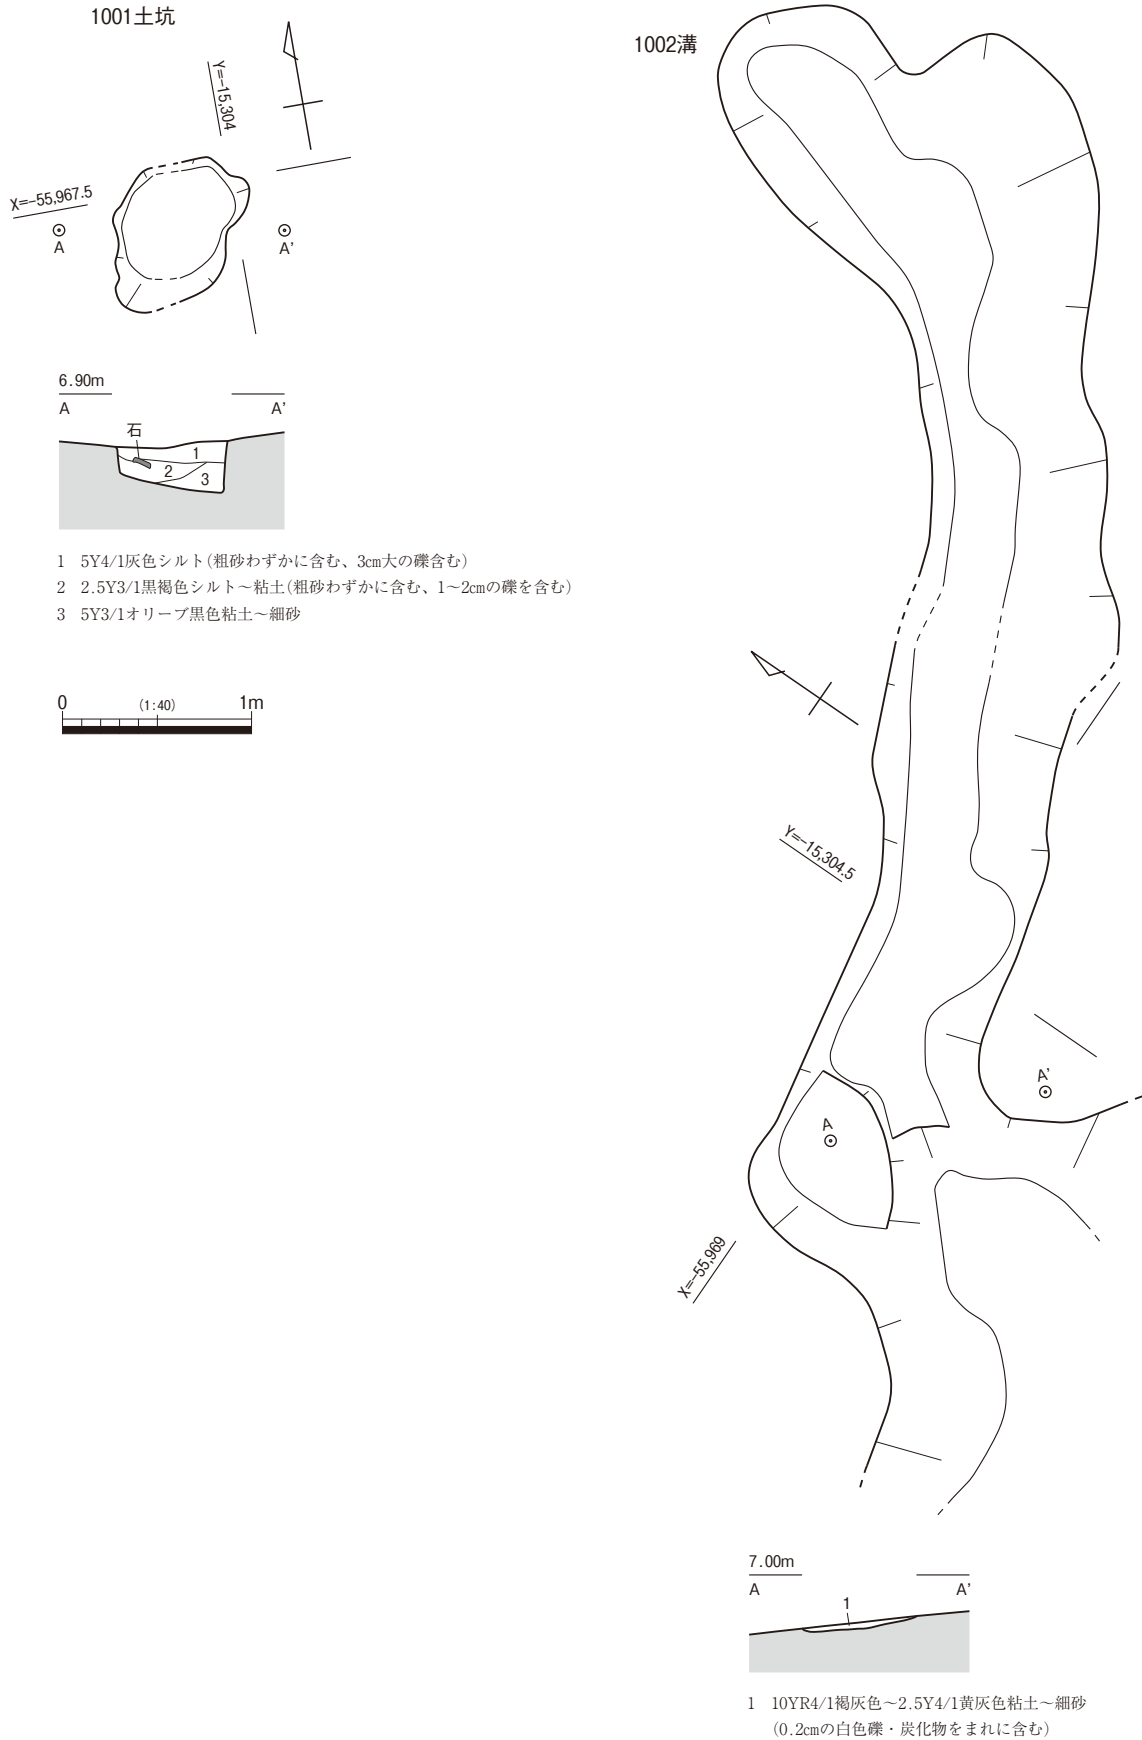 1001土坑
Y=-15,304
X=-55,967.5
A
A'
6.90m
A
A'
石
1
2
3
1 5Y4/1灰色シルト(粗砂わずかに含む、3㎝大の礫含む)
2 2.5Y3/1黒褐色シルト～粘土(粗砂わずかに含む、1～2㎝の礫を含む)
3 5Y3/1オリーブ黒色粘土～細砂
0
(1:40)
1m
1002溝
Y=-15,304.5
A
A'
X=-55,969
7.00m
A
A'
1
1 10YR4/1褐灰色～2.5Y4/1黄灰色粘土～細砂
(0.2㎝の白色礫・炭化物をまれに含む)